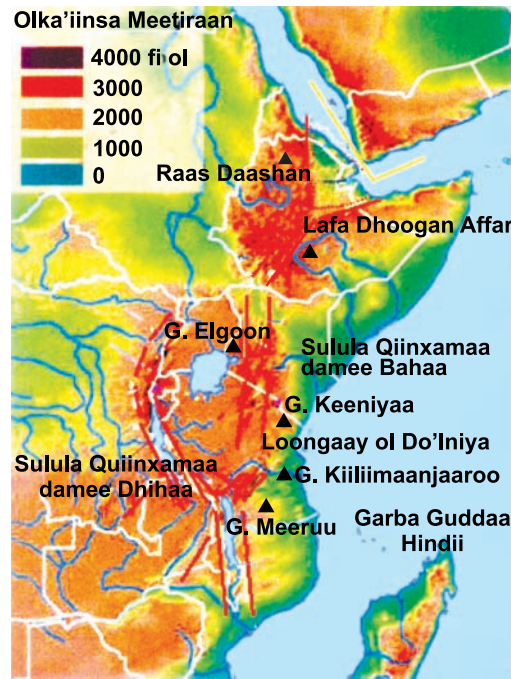 Olka’iinsa Meetiraan
4000 fi ol
3000
2000
1000
0
Raas Daashan
Lafa Dhoogan Affar
G. Elgoon
Sulula Qiinxamaa
damee Bahaa
G. Keeniyaa
Loongaay ol Do’Iniya
Sulula Quiinxamaa
damee Dhihaa
G. Kiiliimaanjaaroo
G. Meeruu
Garba Guddaa
Hindii